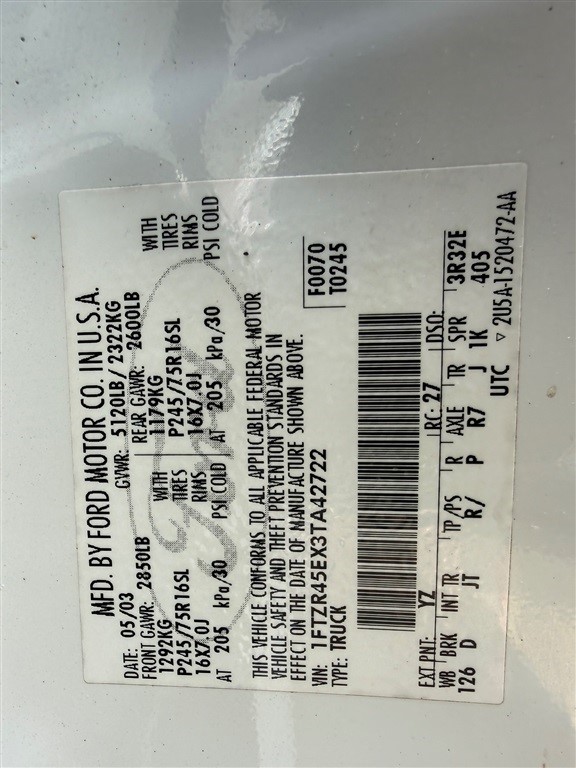 MFD. BY FORD MOTOR CO. IN U.S.A.
DATE: 05/03 GVWR: 5120LB/ 2322KG
FRONT GAWR: 2850LB REAR GAWR: 2600LB
1292KG WITH 1179KG WITH
P245/75R16SL TIRES P245/75R16SL TIRES
16X7.0J RIMS 16X7.0J RIMS
AT 205 kPa/30 PSI COLD AT 205 kPa/30 PSI COLD
Ford
THIS VEHICLE CONFORMS TO ALL APPLICABLE FEDERAL MOTOR
VEHICLE SAFETY AND THEFT PREVENTION STANDARDS IN
EFFECT ON THE DATE OF MANUFACTURE SHOWN ABOVE.
VIN: 1FTZR45EX3TA42722 F0070
TYPE: TRUCK T0245
EXT PNT: YZ RC: 27 DSO:
WB BRK INT TR TP/PS R AXLE TR SPR 3R32E
126 D JT R/ P R7 J 1K 405
UTC ▽ 2U5A-1520472-AA